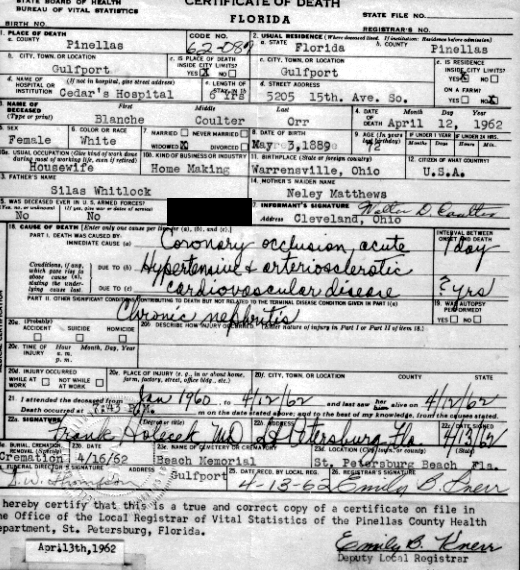 STATE BOARD OF HEALTH
BUREAU OF VITAL STATISTICS
CERTIFICATE OF DEATH
FLORIDA
STATE FILE NO.
BIRTH NO.
REGISTRAR'S NO.
1. PLACE OF DEATH
a. COUNTY
Pinellas
CODE NO.
62-089
2. USUAL RESIDENCE (Where deceased lived. If institution: Residence before admission)
a. STATE
Florida
b. COUNTY
Pinellas
b. CITY, TOWN, OR LOCATION
Gulfport
c. IS PLACE OF DEATH INSIDE CITY LIMITS?
YES X NO
c. CITY, TOWN, OR LOCATION
Gulfport
d. IS RESIDENCE INSIDE CITY LIMITS?
YES X NO
d. NAME OF HOSPITAL OR INSTITUTION
(If not in hospital, give street address)
Cedar's Hospital
e. LENGTH OF STAY IN
6 Yrs
d. STREET ADDRESS
5205 15th. Ave. So.
ON A FARM?
YES NO X
3. NAME OF DECEASED
(Type or print)
First
Blanche
Middle
Coulter
Last
Orr
4. DATE OF DEATH
Month Day Year
April 12, 1962
5. SEX
Female
6. COLOR OR RACE
White
7. MARRIED NEVER MARRIED
WIDOWED X DIVORCED
8. DATE OF BIRTH
3,1889
9. AGE (In years last birthday)
72
IF UNDER 1 YEAR
Months Days
IF UNDER 24 HRS.
Hours Min.
10a. USUAL OCCUPATION (Give kind of work done during most of working life, even if retired)
Housewife
10b. KIND OF BUSINESS OR INDUSTRY
Home Making
11. BIRTHPLACE (State or foreign country)
Warrensville, Ohio
12. CITIZEN OF WHAT COUNTRY?
U.S.A.
13. FATHER'S NAME
Silas Whitlock
14. MOTHER'S MAIDEN NAME
Neley Matthews
15. WAS DECEASED EVER IN U.S. ARMED FORCES?
(Yes, no, or unknown) (If yes, give war or dates of service)
No No
17. INFORMANT'S SIGNATURE
Address Cleveland, Ohio
18. CAUSE OF DEATH [Enter only one cause per line for (a), (b), and (c).]
PART I. DEATH WAS CAUSED BY:
IMMEDIATE CAUSE (a)
Coronary occlusion, acute
INTERVAL BETWEEN ONSET AND DEATH
1 day
Conditions, if any, which gave rise to above cause (a), stating the underlying cause last.
DUE TO (b)
Hypertensive & arteriosclerotic
DUE TO (c)
cardiovascular disease
? yrs
PART II. OTHER SIGNIFICANT CONDITIONS CONTRIBUTING TO DEATH BUT NOT RELATED TO THE TERMINAL DISEASE CONDITION GIVEN IN PART I(a)
Chronic nephritis
19. WAS AUTOPSY PERFORMED?
YES NO
20a. (Probably)
ACCIDENT SUICIDE HOMICIDE
20b. DESCRIBE HOW INJURY OCCURRED. (Enter nature of injury in Part I or Part II of item 18.)
20c. TIME OF INJURY
Hour Month, Day, Year
a. m.
p. m.
20d. INJURY OCCURRED
WHILE AT WORK NOT WHILE AT WORK
20e. PLACE OF INJURY (e. g., in or about home, farm, factory, street, office bldg., etc.)
20f. CITY, TOWN, OR LOCATION COUNTY STATE
21. I attended the deceased from Jan 1960 to 4/12/62 and last saw her alive on 4/12/62
Death occurred at 7:45 m on the date stated above; and to the best of my knowledge, from the causes stated.
22a. SIGNATURE (Degree or title)
Frank Holecek MD
22b. ADDRESS
St Petersburg Fla.
22c. DATE SIGNED
4/13/62
23a. BURIAL, CREMATION, REMOVAL (Specify)
Cremation
23b. DATE
4/16/62
23c. NAME OF CEMETERY OR CREMATORY
Beach Memorial
23d. LOCATION (City, town, or county) (State)
St. Petersburg Beach Fla.
24. FUNERAL DIRECTOR'S SIGNATURE ADDRESS
S.W. Thompson Gulfport
25. DATE RECD. BY LOCAL REG.
4-13-62
26. REGISTRAR'S SIGNATURE
Emily B. Knerr
I hereby certify that this is a true and correct copy of a certificate on file in
the Office of the Local Registrar of Vital Statistics of the Pinellas County Health
Department, St. Petersburg, Florida.
April 13th, 1962
Emily B. Knerr
Deputy Local Registrar